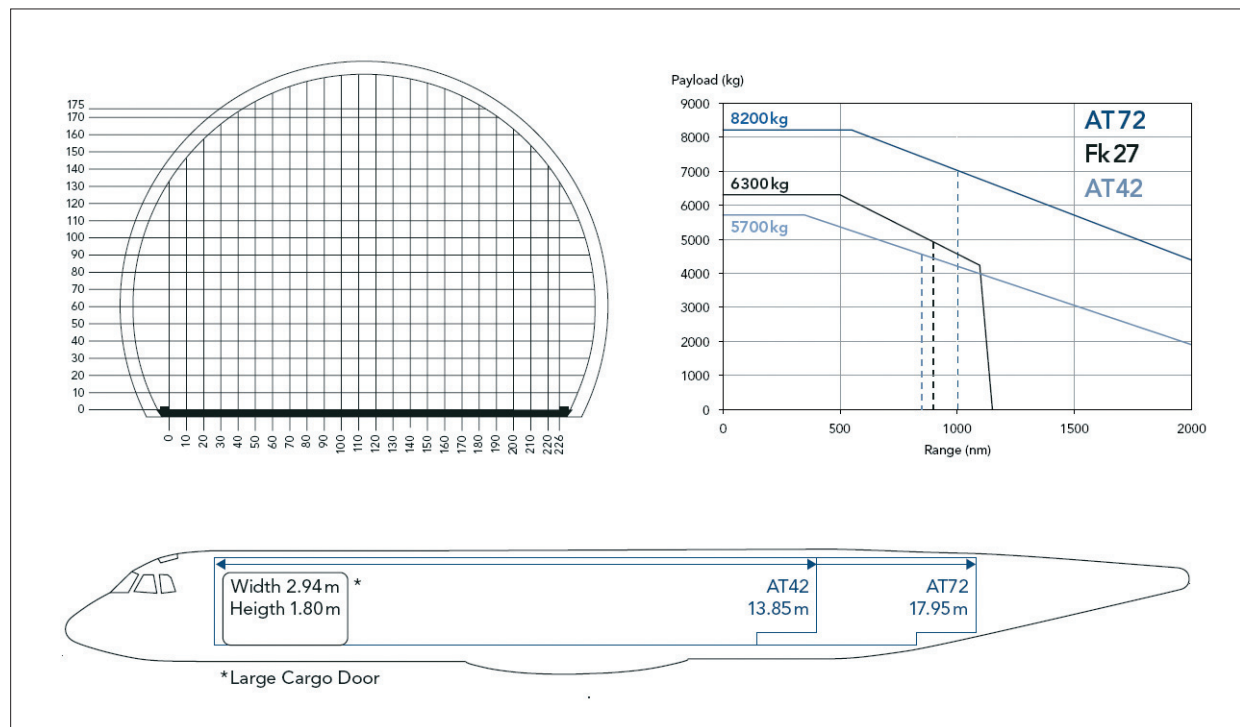 175
170
160
150
140
130
120
110
100
90
80
70
60
50
40
30
20
10
0
0 10 20 30 40 50 60 70 80 90 100 110 120 130 140 150 160 170 180 190 200 210 220 226
Payload (kg)
9000
8000
7000
6000
5000
4000
3000
2000
1000
0
8200kg
6300kg
5700kg
AT72
Fk27
AT42
0 500 1000 1500 2000
Range (nm)
Width 2.94m *
Heigth 1.80m
AT42
13.85m
AT72
17.95m
*Large Cargo Door